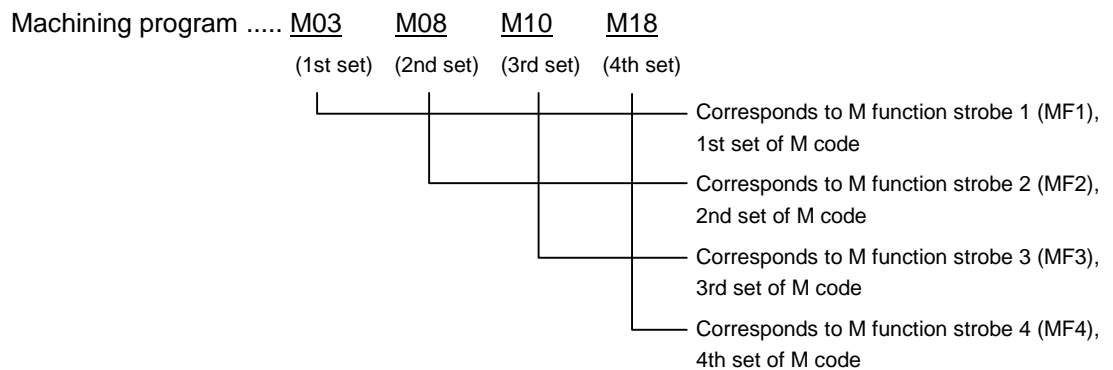 Machining program ..... M03 M08 M10 M18
(1st set) (2nd set) (3rd set) (4th set)
Corresponds to M function strobe 1 (MF1),
1st set of M code
Corresponds to M function strobe 2 (MF2),
2nd set of M code
Corresponds to M function strobe 3 (MF3),
3rd set of M code
Corresponds to M function strobe 4 (MF4),
4th set of M code